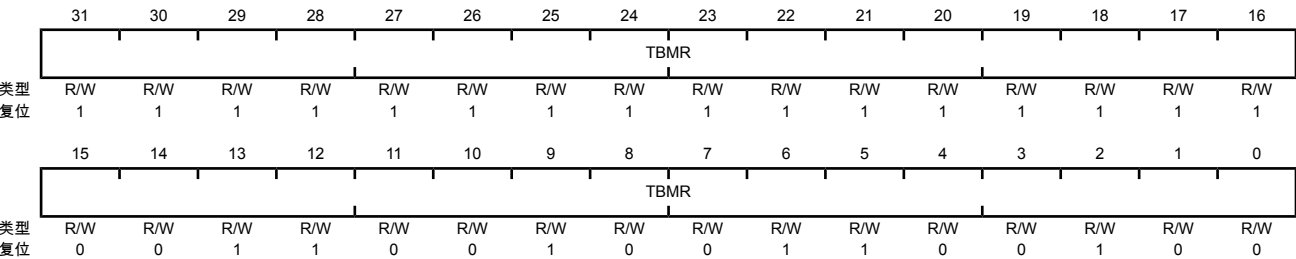 31 30 29 28 27 26 25 24 23 22 21 20 19 18 17 16
TBMR
类型 R/W R/W R/W R/W R/W R/W R/W R/W R/W R/W R/W R/W R/W R/W R/W R/W
复位 1 1 1 1 1 1 1 1 1 1 1 1 1 1 1 1
15 14 13 12 11 10 9 8 7 6 5 4 3 2 1 0
TBMR
类型 R/W R/W R/W R/W R/W R/W R/W R/W R/W R/W R/W R/W R/W R/W R/W R/W
复位 0 0 1 1 0 0 1 0 0 1 1 0 0 1 0 0